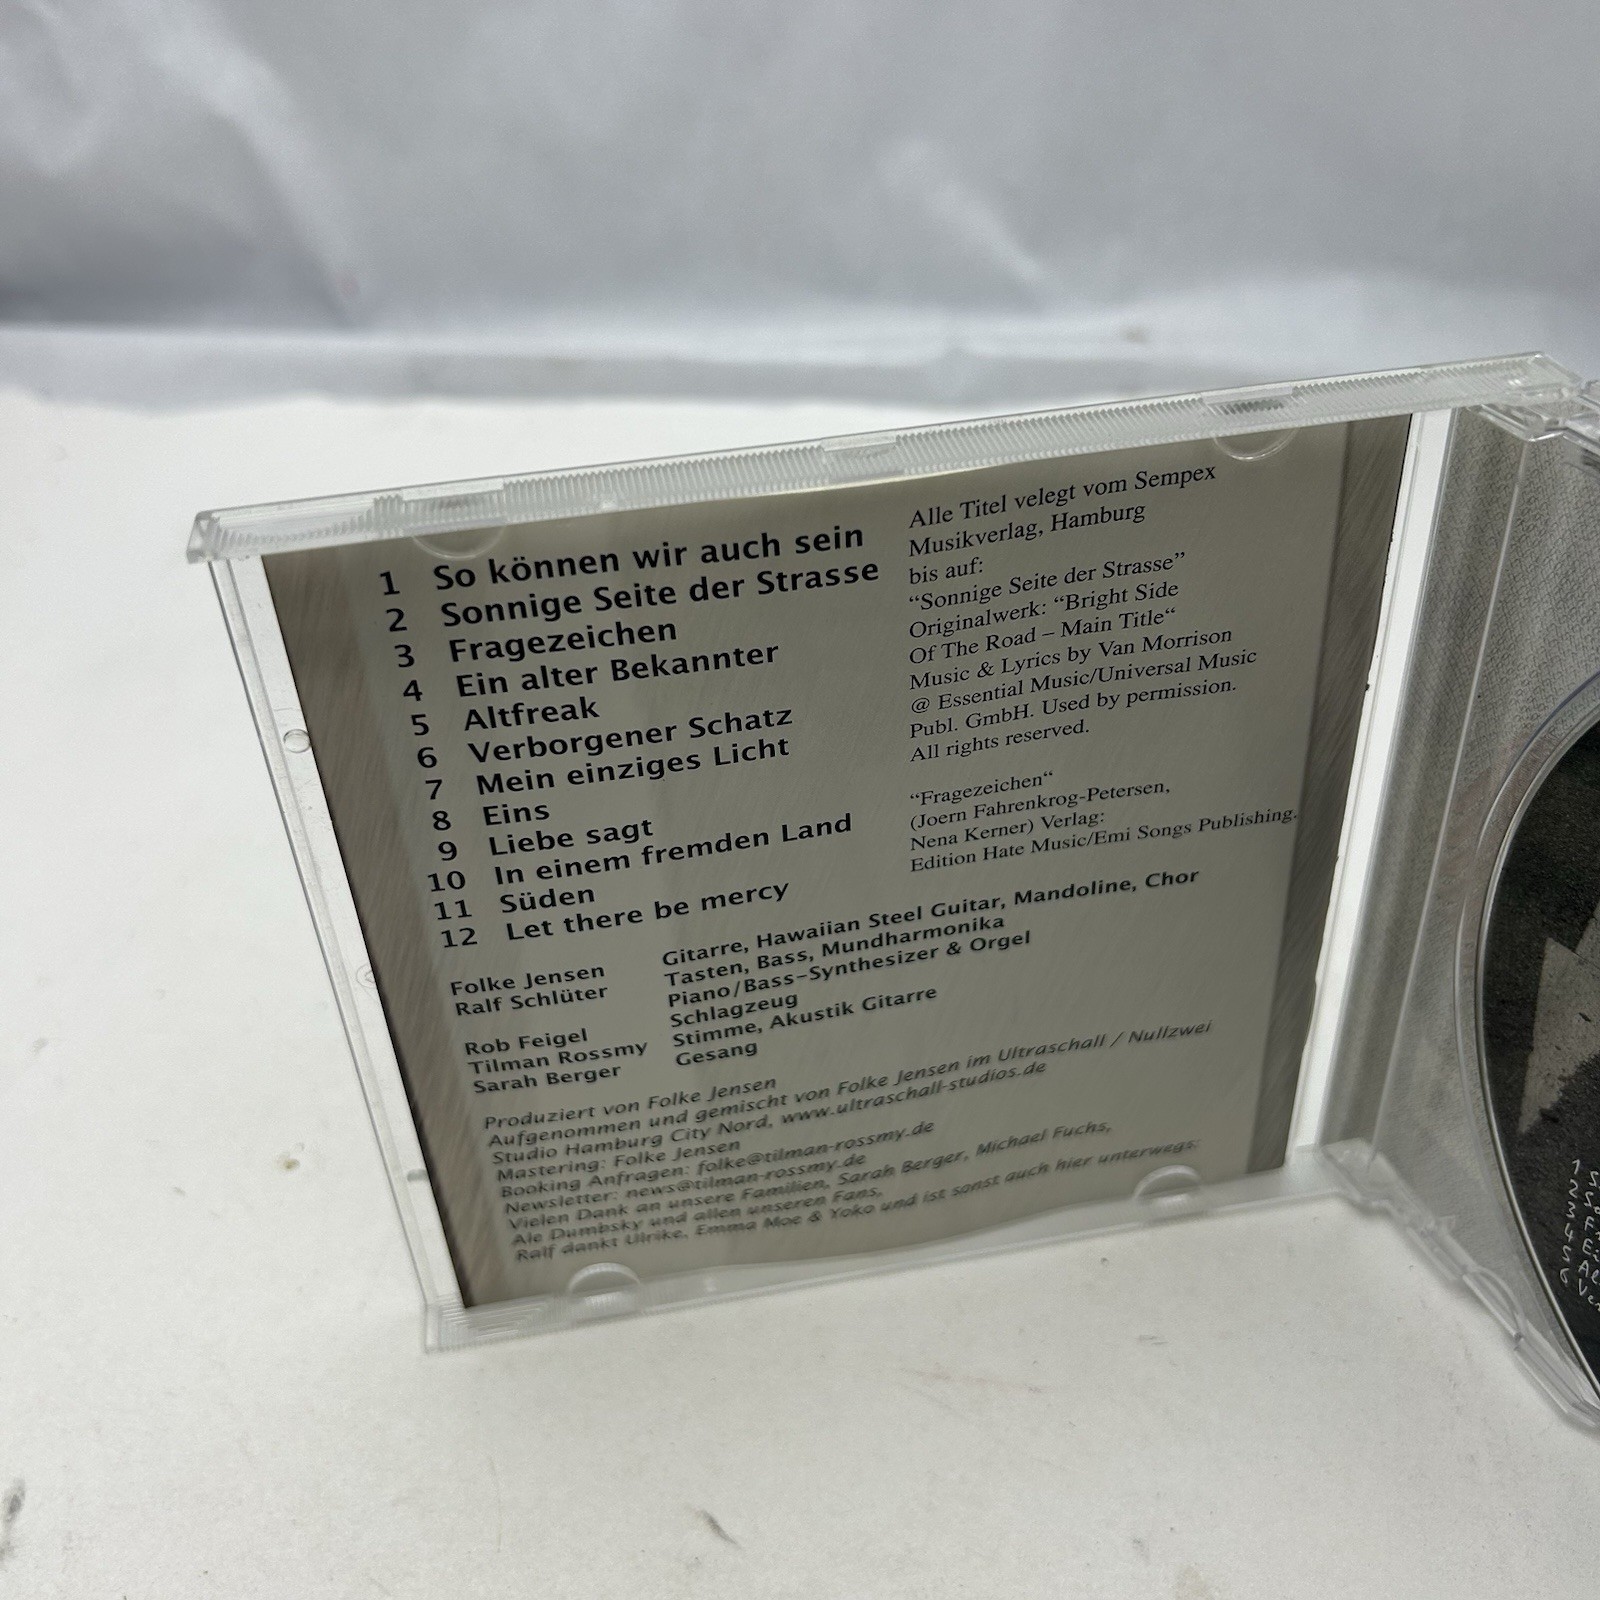 1 So können wir auch sein
2 Sonnige Seite der Strasse
3 Fragezeichen
4 Ein alter Bekannter
5 Altfreak
6 Verborgener Schatz
7 Mein einziges Licht
8 Eins
9 Liebe sagt
10 In einem fremden Land
11 Süden
12 Let there be mercy
Alle Titel velegt vom Sempex
Musikverlag, Hamburg
bis auf:
“Sonnige Seite der Strasse”
Originalwerk: “Bright Side
Of The Road – Main Title“
Music & Lyrics by Van Morrison
@ Essential Music/Universal Music
Publ. GmbH. Used by permission.
All rights reserved.
“Fragezeichen“
(Joern Fahrenkrog-Petersen,
Nena Kerner) Verlag:
Edition Hate Music/Emi Songs Publishing.
Folke Jensen Gitarre, Hawaiian Steel Guitar, Mandoline, Chor
Ralf Schlüter Tasten, Bass, Mundharmonika
Piano/Bass-Synthesizer & Orgel
Rob Feigel Schlagzeug
Tilman Rossmy Stimme, Akustik Gitarre
Sarah Berger Gesang
Produziert von Folke Jensen
Aufgenommen und gemischt von Folke Jensen im Ultraschall / Nullzwei
Studio Hamburg City Nord, www.ultraschall-studios.de
Mastering: Folke Jensen
Booking Anfragen: folke@tilman-rossmy.de
Newsletter: news@tilman-rossmy.de
Vielen Dank an unsere Familien, Sarah Berger, Michael Fuchs,
Ale Dumbsky und allen unseren Fans,
Ralf dankt Ulrike, Emma Moe & Yoko und ist sonst auch hier unterwegs: